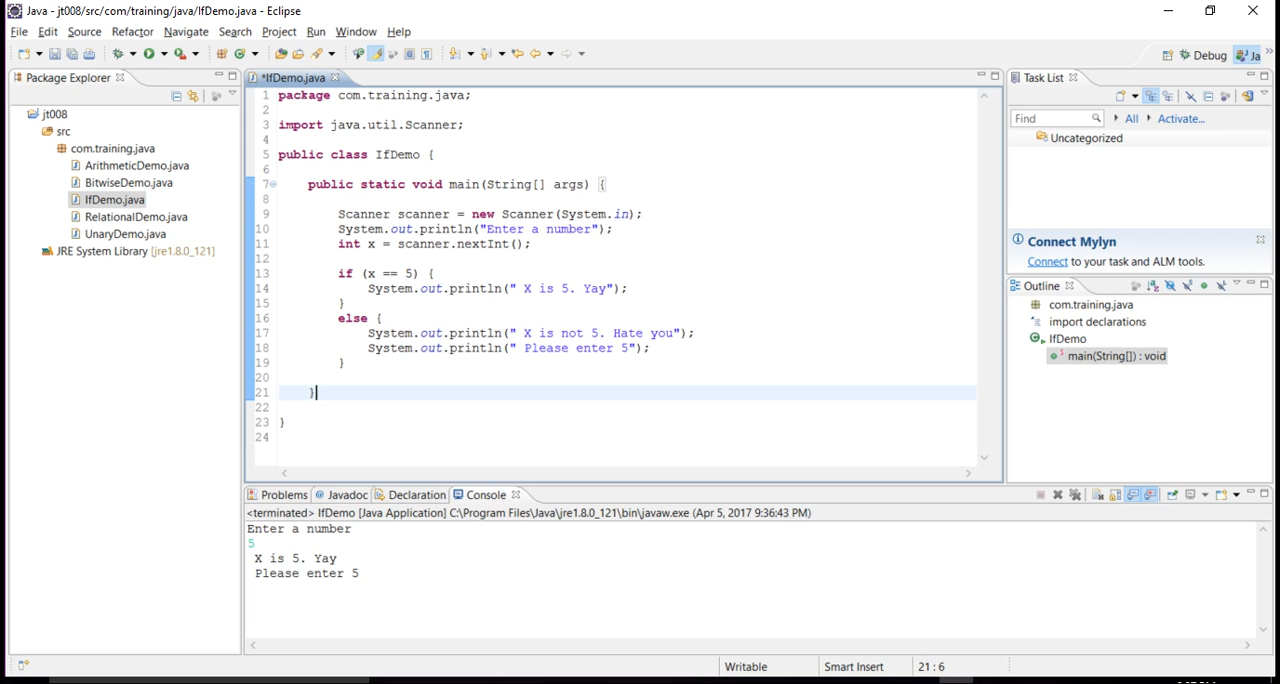 Java - jt008/src/com/training/java/IfDemo.java - Eclipse
File Edit Source Refactor Navigate Search Project Run Window Help
Debug Ja
Package Explorer
jt008
src
com.training.java
ArithmeticDemo.java
BitwiseDemo.java
IfDemo.java
RelationalDemo.java
UnaryDemo.java
JRE System Library [jre1.8.0_121]
*IfDemo.java
1 package com.training.java;
2
3 import java.util.Scanner;
4
5 public class IfDemo {
6
7 public static void main(String[] args) {
8
9 Scanner scanner = new Scanner(System.in);
10 System.out.println("Enter a number");
11 int x = scanner.nextInt();
12
13 if (x == 5) {
14 System.out.println(" X is 5. Yay");
15 }
16 else {
17 System.out.println(" X is not 5. Hate you");
18 System.out.println(" Please enter 5");
19 }
20
21 }
22
23 }
24
Task List
Find All Activate...
Uncategorized
Connect Mylyn
Connect to your task and ALM tools.
Outline
com.training.java
import declarations
IfDemo
main(String[]) : void
Problems @ Javadoc Declaration Console
<terminated> IfDemo [Java Application] C:\Program Files\Java\jre1.8.0_121\bin\javaw.exe (Apr 5, 2017 9:36:43 PM)
Enter a number
5
X is 5. Yay
Please enter 5
Writable Smart Insert 21 : 6